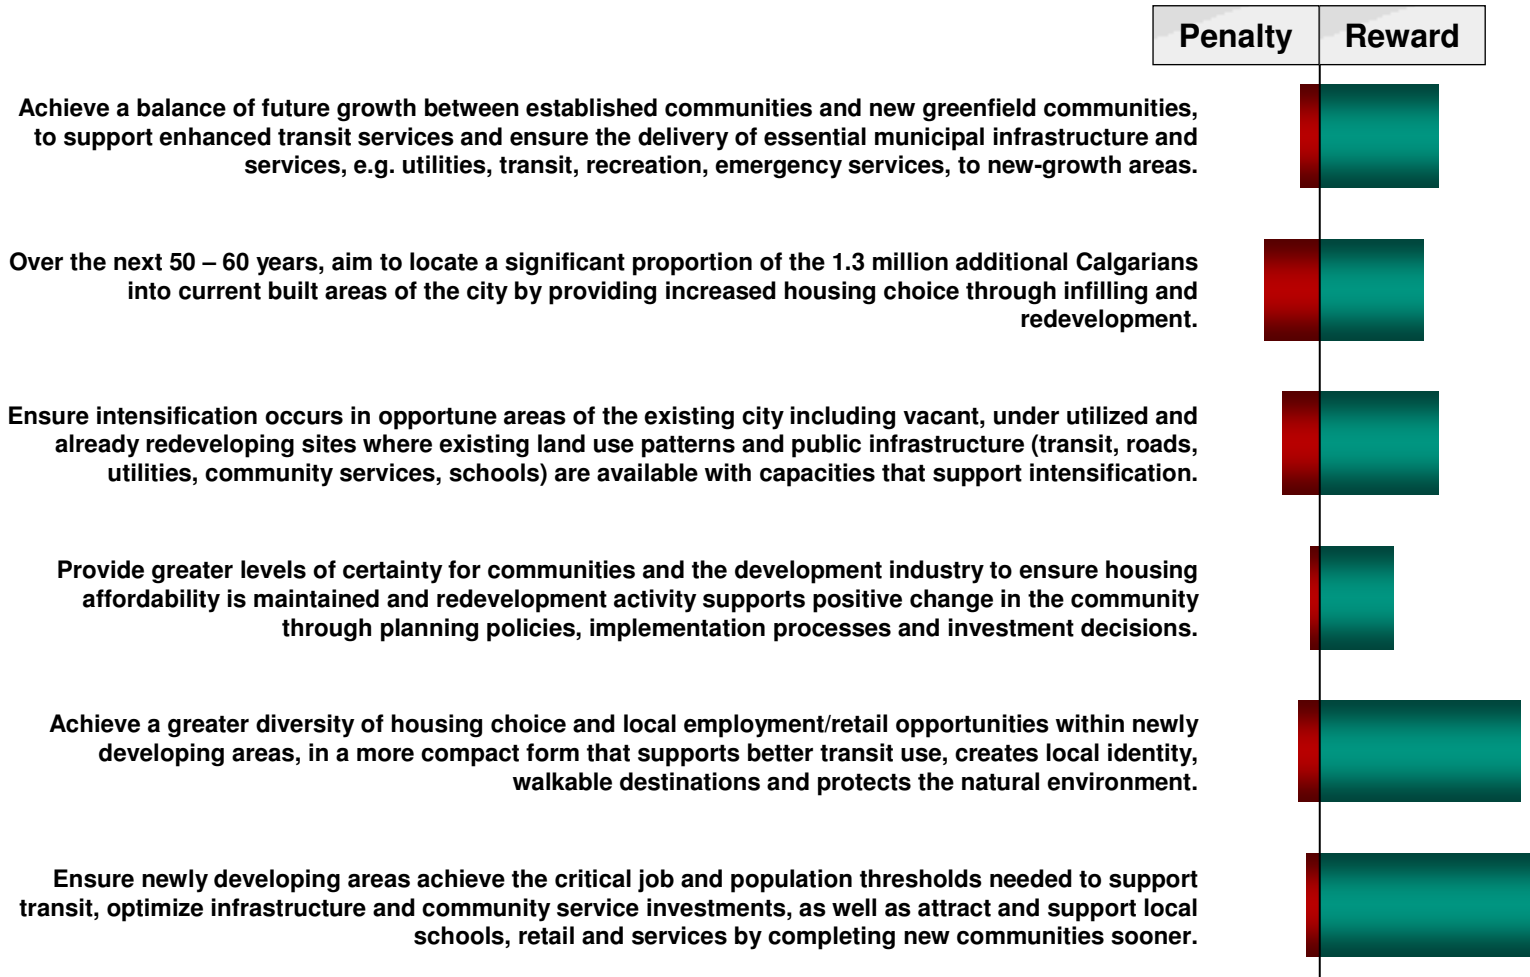 Penalty Reward
Achieve a balance of future growth between established communities and new greenfield communities,
to support enhanced transit services and ensure the delivery of essential municipal infrastructure and
services, e.g. utilities, transit, recreation, emergency services, to new-growth areas.
Over the next 50 – 60 years, aim to locate a significant proportion of the 1.3 million additional Calgarians
into current built areas of the city by providing increased housing choice through infilling and
redevelopment.
Ensure intensification occurs in opportune areas of the existing city including vacant, under utilized and
already redeveloping sites where existing land use patterns and public infrastructure (transit, roads,
utilities, community services, schools) are available with capacities that support intensification.
Provide greater levels of certainty for communities and the development industry to ensure housing
affordability is maintained and redevelopment activity supports positive change in the community
through planning policies, implementation processes and investment decisions.
Achieve a greater diversity of housing choice and local employment/retail opportunities within newly
developing areas, in a more compact form that supports better transit use, creates local identity,
walkable destinations and protects the natural environment.
Ensure newly developing areas achieve the critical job and population thresholds needed to support
transit, optimize infrastructure and community service investments, as well as attract and support local
schools, retail and services by completing new communities sooner.